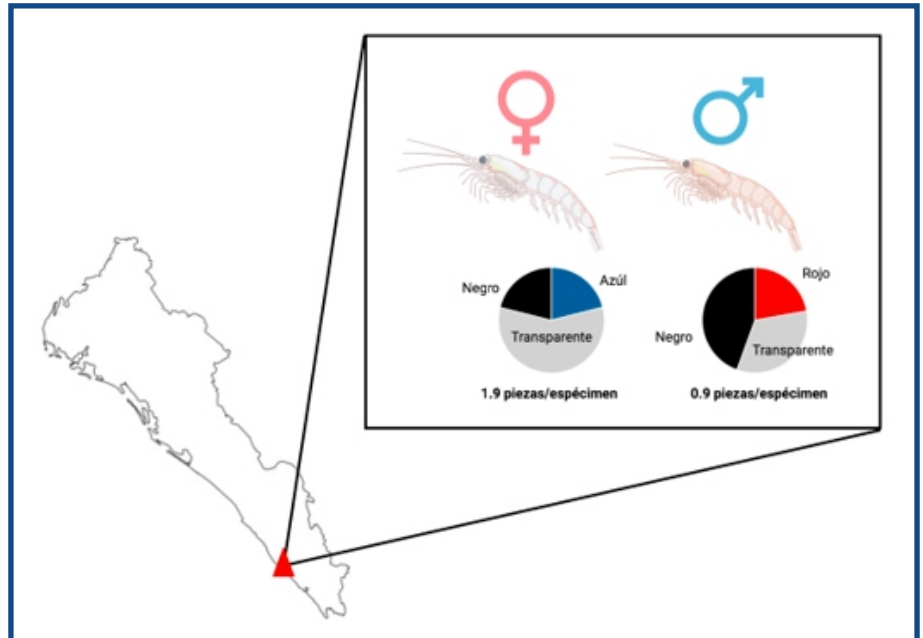 Negro
Azúl
Transparente
1.9 piezas/espécimen
Rojo
Negro
Transparente
0.9 piezas/espécimen